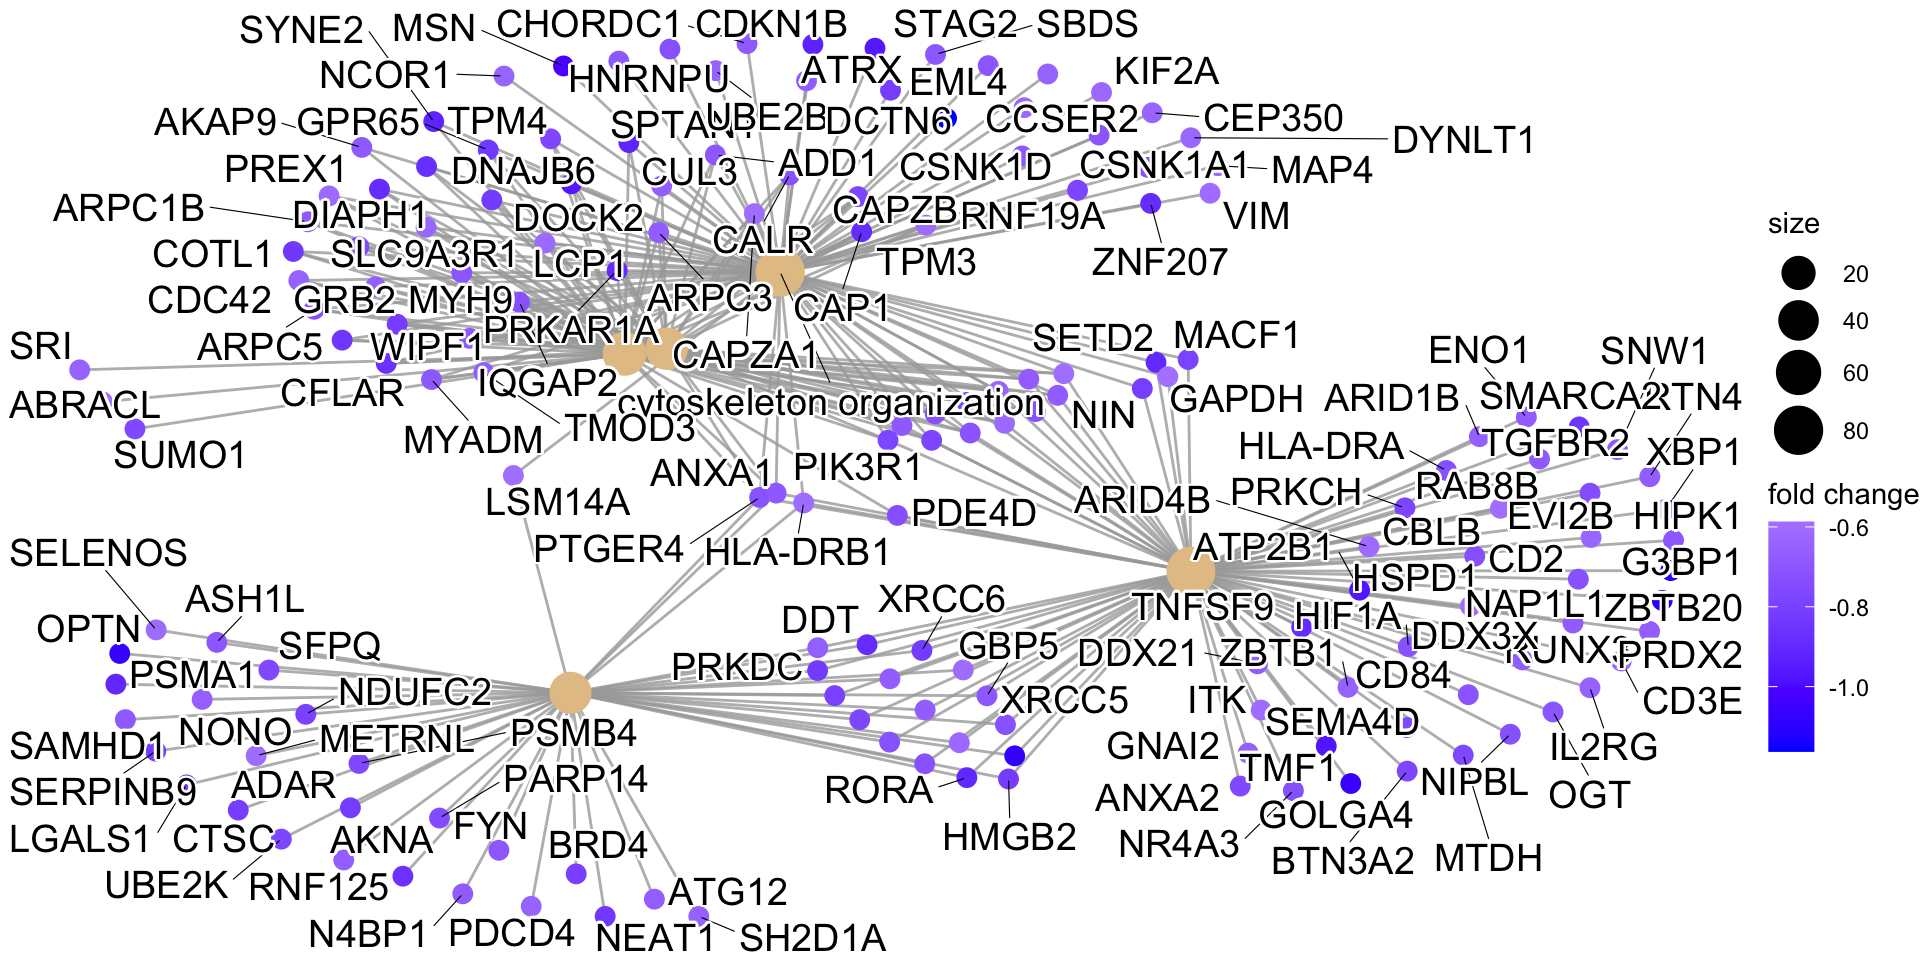 SYNE2
MSN
CHORDC1
CDKN1B
STAG2
SBDS
NCOR1
HNRNPU
ATRX
EML4
KIF2A
AKAP9
GPR65
TPM4
SPTAN1
UBE2B
DCTN6
CCSER2
CEP350
DYNLT1
PREX1
DNAJB6
CUL3
ADD1
CSNK1D
CSNK1A1
MAP4
ARPC1B
DIAPH1
DOCK2
CAPZB
RNF19A
VIM
COTL1
SLC9A3R1
LCP1
CALR
TPM3
ZNF207
CDC42
GRB2
MYH9
ARPC3
CAP1
SRI
ARPC5
WIPF1
PRKAR1A
CAPZA1
SETD2
MACF1
ENO1
SNW1
ABRACL
CFLAR
IQGAP2
cytoskeleton organization
NIN
GAPDH
ARID1B
SMARCA2
RTN4
SUMO1
MYADM
TMOD3
HLA-DRA
TGFBR2
XBP1
LSM14A
ANXA1
PIK3R1
PDE4D
ARID4B
PRKCH
RAB8B
EVI2B
HIPK1
SELENOS
PTGER4
HLA-DRB1
ATP2B1
CBLB
CD2
G3BP1
ASH1L
HSPD1
OPTN
SFPQ
DDT
XRCC6
TNFSF9
HIF1A
NAP1L1
ZBTB20
PSMA1
NDUFC2
PRKDC
GBP5
DDX21
ZBTB1
DDX3X
RUNX3
PRDX2
SAMHD1
NONO
METRNL
PSMB4
XRCC5
ITK
CD84
CD3E
SERPINB9
ADAR
PARP14
RORA
GNAI2
SEMA4D
IL2RG
LGALS1
CTSC
AKNA
FYN
BRD4
HMGB2
ANXA2
TMF1
NIPBL
OGT
UBE2K
RNF125
ATG12
NR4A3
GOLGA4
BTN3A2
MTDH
N4BP1
PDCD4
NEAT1
SH2D1A
size
20
40
60
80
fold change
-0.6
-0.8
-1.0